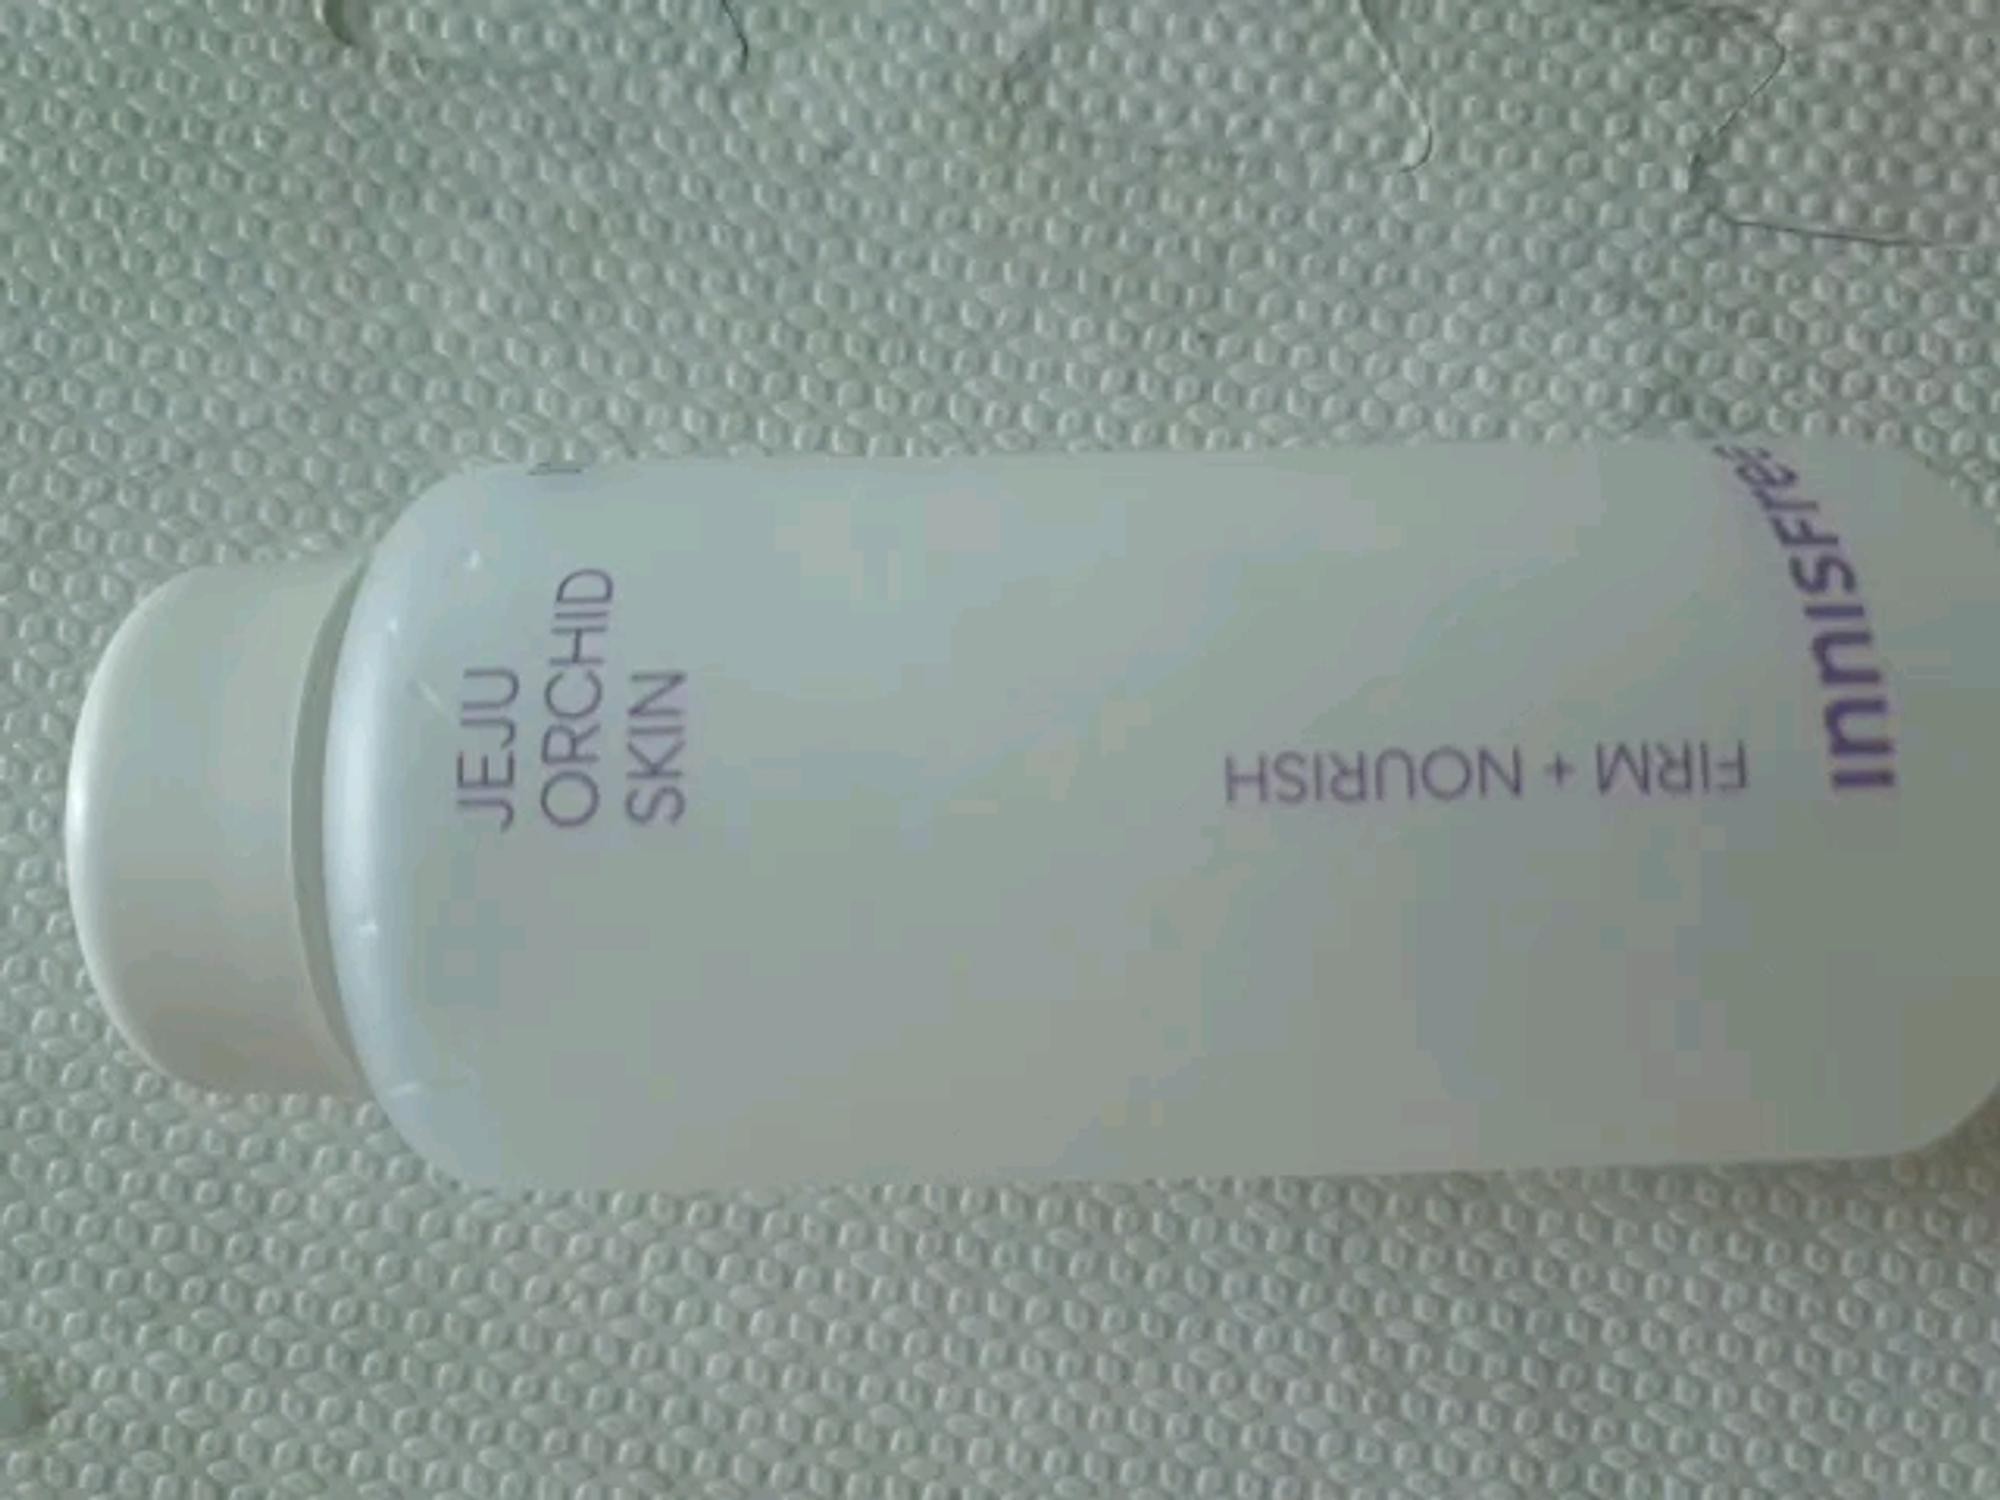 JEJU
ORCHID
SKIN
FIRM + NOURISH
innisfree